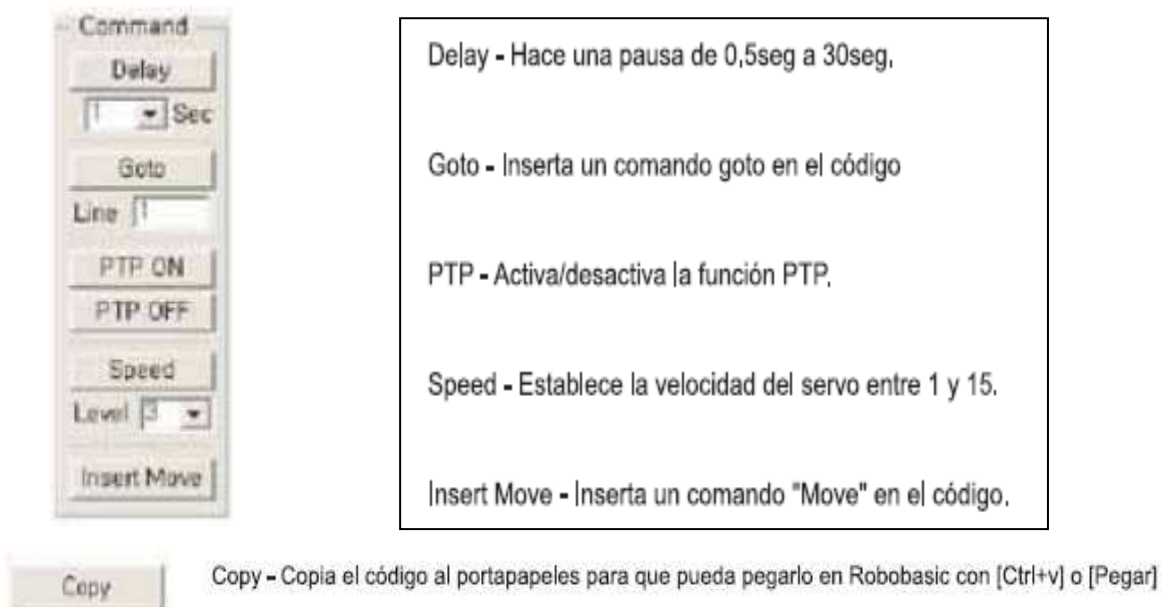 Command
Delay
1 Sec
Goto
Line 1
PTP ON
PTP OFF
Speed
Level 3
Insert Move
Delay - Hace una pausa de 0,5seg a 30seg.
Goto - Inserta un comando goto en el código
PTP - Activa/desactiva la función PTP.
Speed - Establece la velocidad del servo entre 1 y 15.
Insert Move - Inserta un comando "Move" en el código.
Copy
Copy - Copia el código al portapapeles para que pueda pegarlo en Robobasic con [Ctrl+v] o [Pegar]